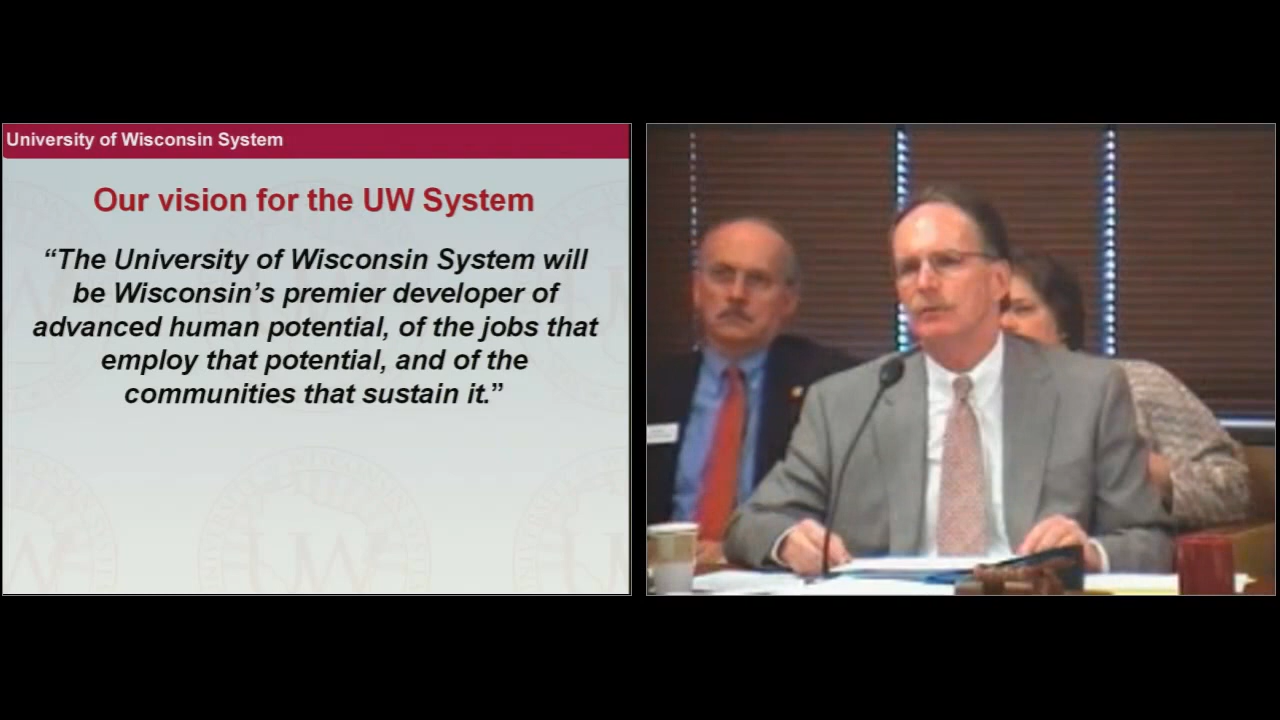 University of Wisconsin System
Our vision for the UW System
“The University of Wisconsin System will
be Wisconsin’s premier developer of
advanced human potential, of the jobs that
employ that potential, and of the
communities that sustain it.”